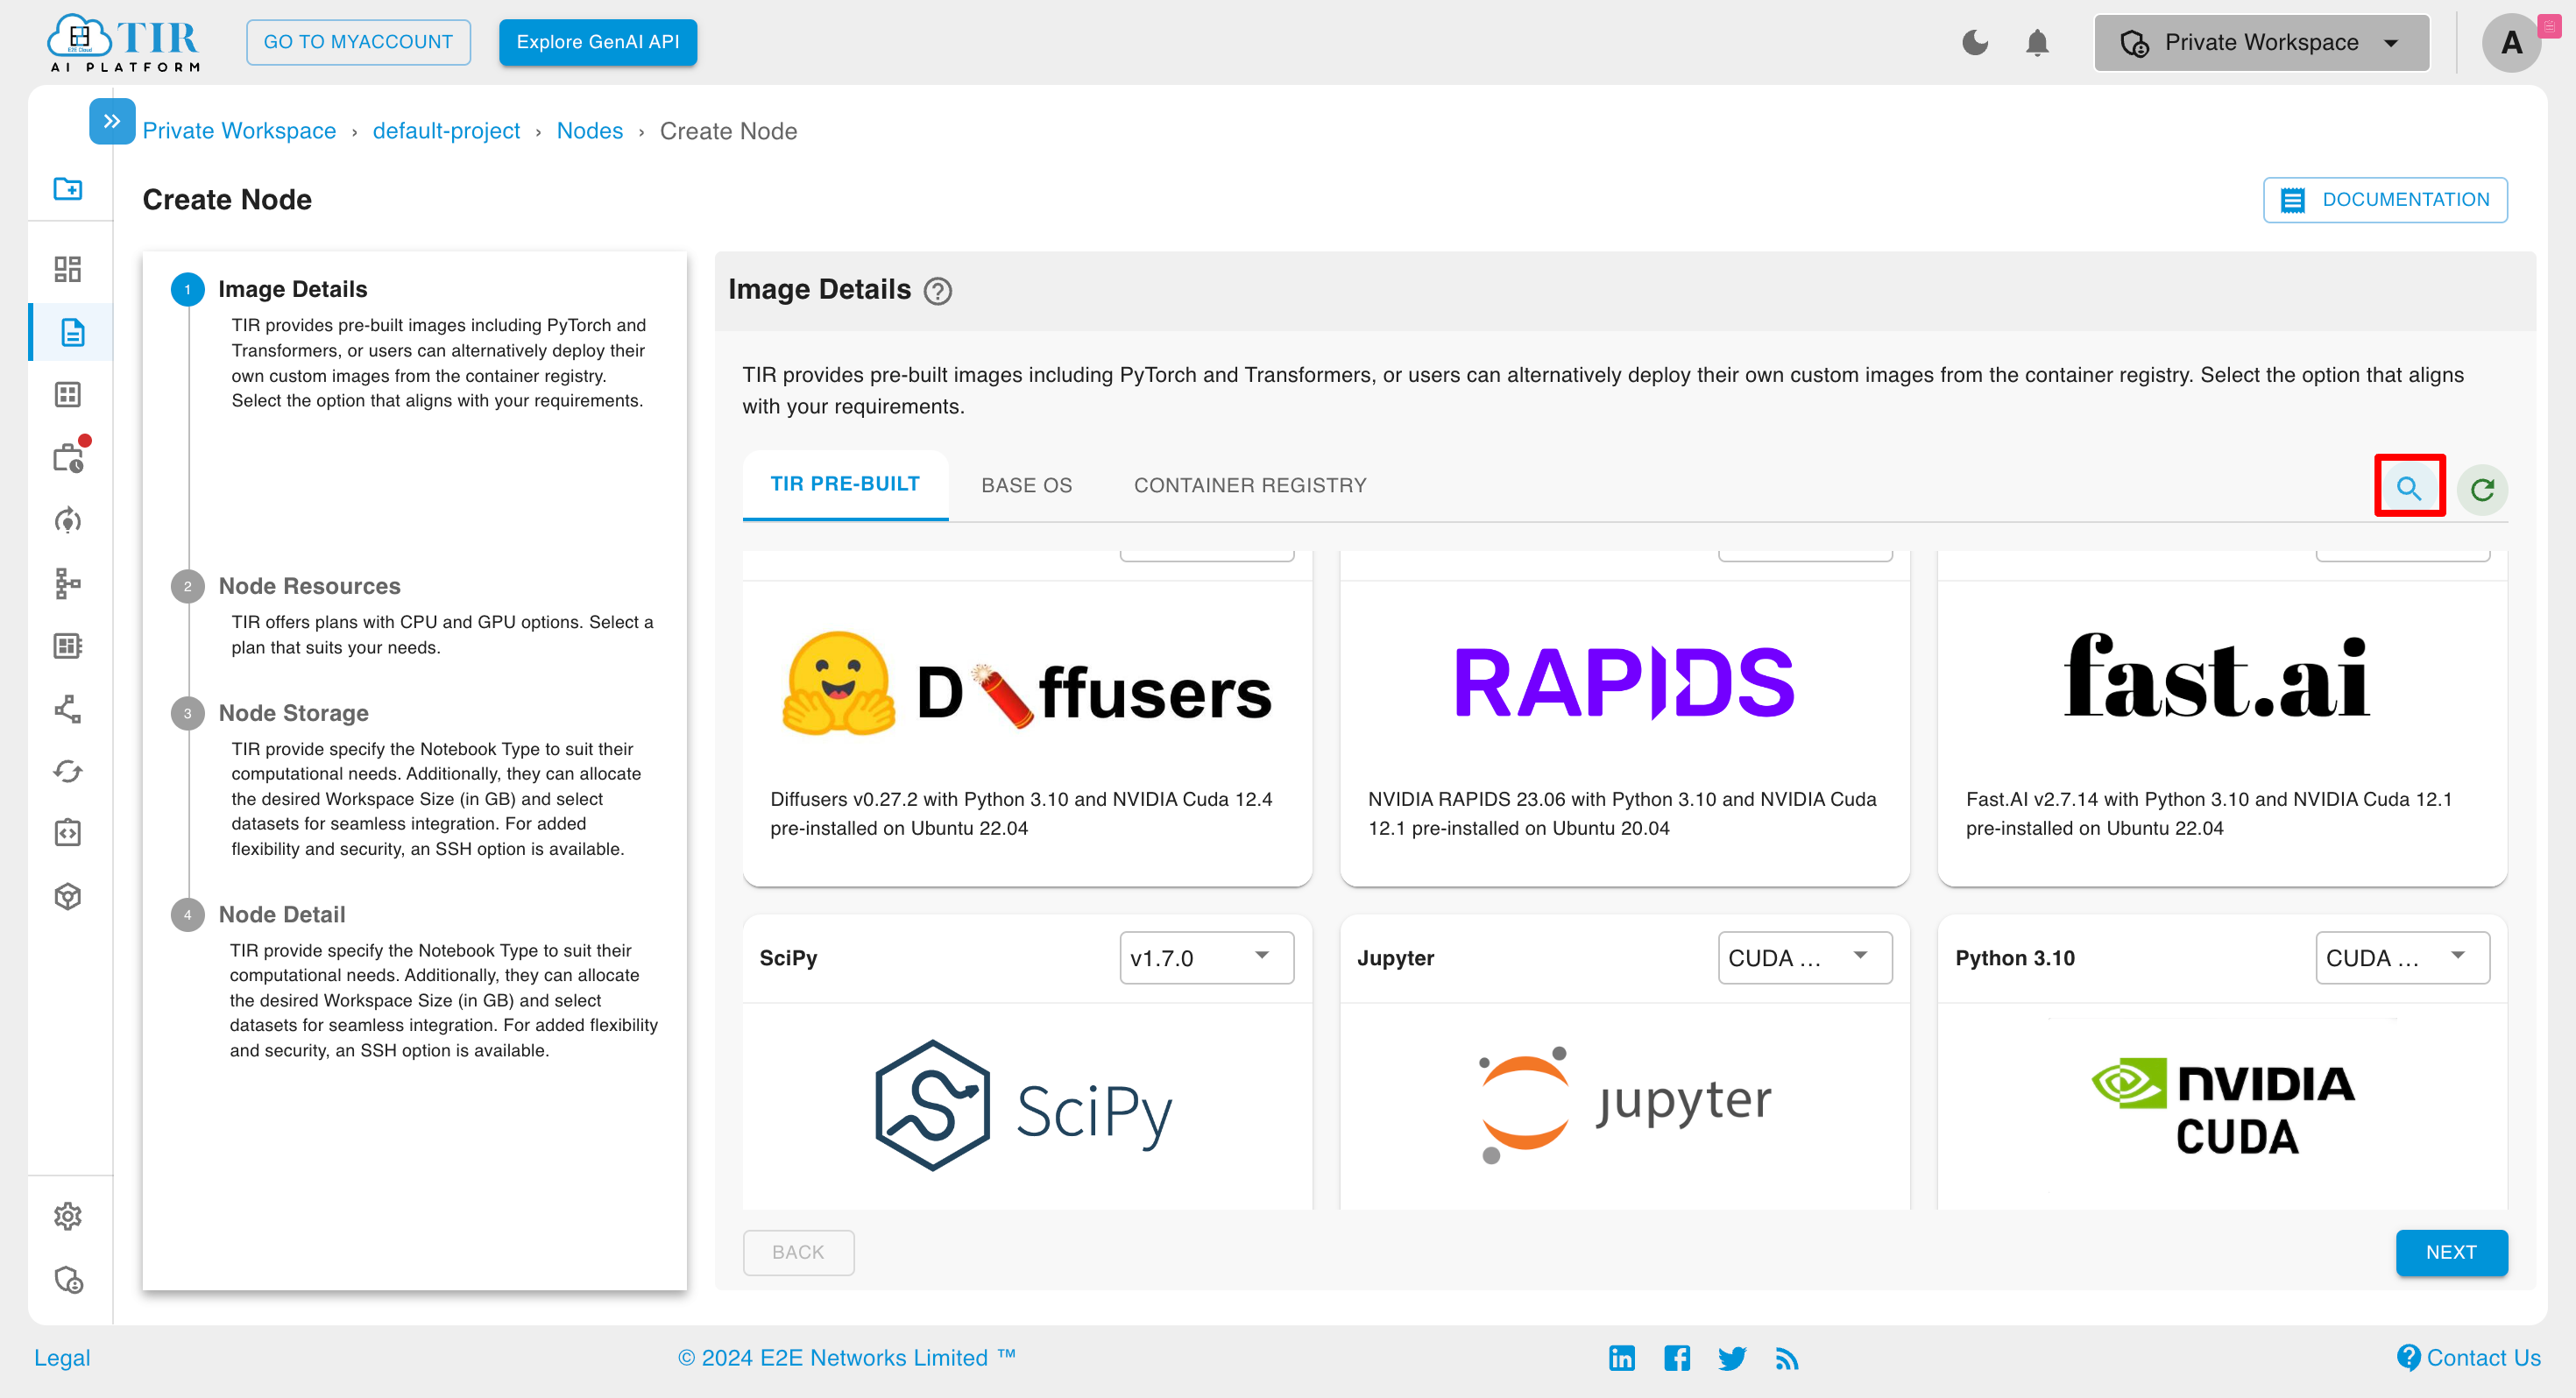 TIR
E2E Cloud
AI PLATFORM
GO TO MYACCOUNT
Explore GenAI API
Private Workspace
A
Private Workspace › default-project › Nodes › Create Node
Create Node
DOCUMENTATION
1 Image Details
TIR provides pre-built images including PyTorch and
Transformers, or users can alternatively deploy their
own custom images from the container registry.
Select the option that aligns with your requirements.
2 Node Resources
TIR offers plans with CPU and GPU options. Select a
plan that suits your needs.
3 Node Storage
TIR provide specify the Notebook Type to suit their
computational needs. Additionally, they can allocate
the desired Workspace Size (in GB) and select
datasets for seamless integration. For added
flexibility and security, an SSH option is available.
4 Node Detail
TIR provide specify the Notebook Type to suit their
computational needs. Additionally, they can allocate
the desired Workspace Size (in GB) and select
datasets for seamless integration. For added flexibility
and security, an SSH option is available.
Image Details ?
TIR provides pre-built images including PyTorch and Transformers, or users can alternatively deploy their own custom images from the container registry. Select the option that aligns
with your requirements.
TIR PRE-BUILT
BASE OS
CONTAINER REGISTRY
D🧨ffusers
Diffusers v0.27.2 with Python 3.10 and NVIDIA Cuda 12.4
pre-installed on Ubuntu 22.04
RAPIDS
NVIDIA RAPIDS 23.06 with Python 3.10 and NVIDIA Cuda
12.1 pre-installed on Ubuntu 20.04
fast.ai
Fast.AI v2.7.14 with Python 3.10 and NVIDIA Cuda 12.1
pre-installed on Ubuntu 22.04
SciPy
v1.7.0
SciPy
Jupyter
CUDA ...
jupyter
Python 3.10
CUDA ...
NVIDIA
CUDA
BACK
NEXT
Legal
© 2024 E2E Networks Limited ™
Contact Us